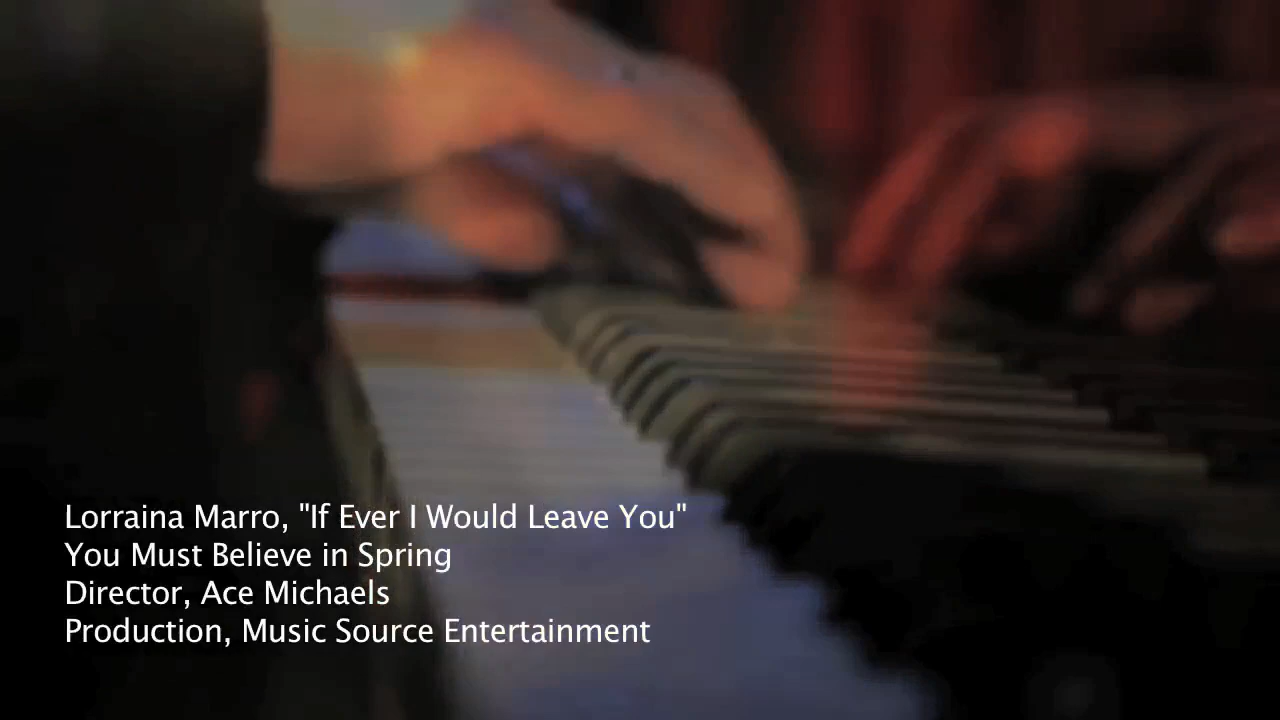 Lorraina Marro, "If Ever I Would Leave You"
You Must Believe in Spring
Director, Ace Michaels
Production, Music Source Entertainment